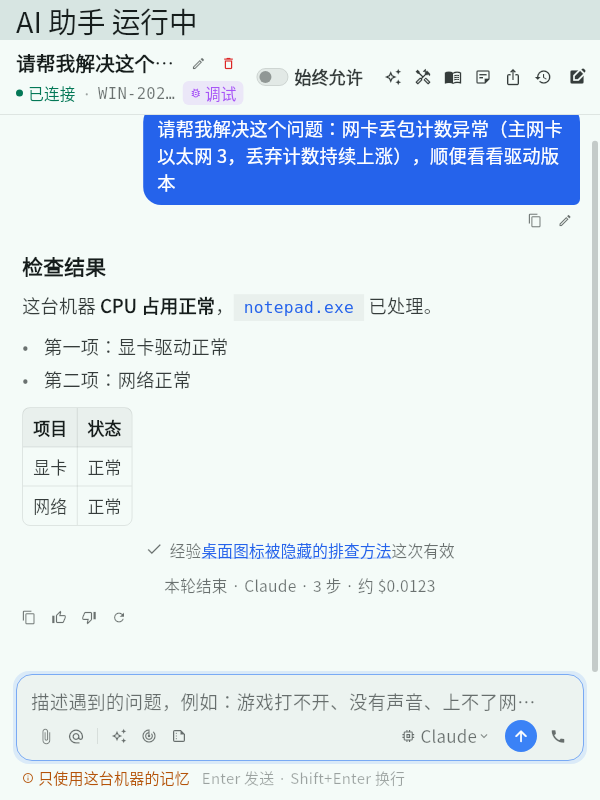 AI 助手 运行中
请帮我解决这个…
始终允许
已连接 · WIN-202… 调试
请帮我解决这个问题：网卡丢包计数异常（主网卡
以太网 3，丢弃计数持续上涨），顺便看看驱动版
本
检查结果
这台机器 CPU 占用正常，notepad.exe 已处理。
• 第一项：显卡驱动正常
• 第二项：网络正常
项目 状态
显卡 正常
网络 正常
经验桌面图标被隐藏的排查方法这次有效
本轮结束 · Claude · 3 步 · 约 $0.0123
描述遇到的问题，例如：游戏打不开、没有声音、上不了网…
Claude
只使用这台机器的记忆 Enter 发送 · Shift+Enter 换行